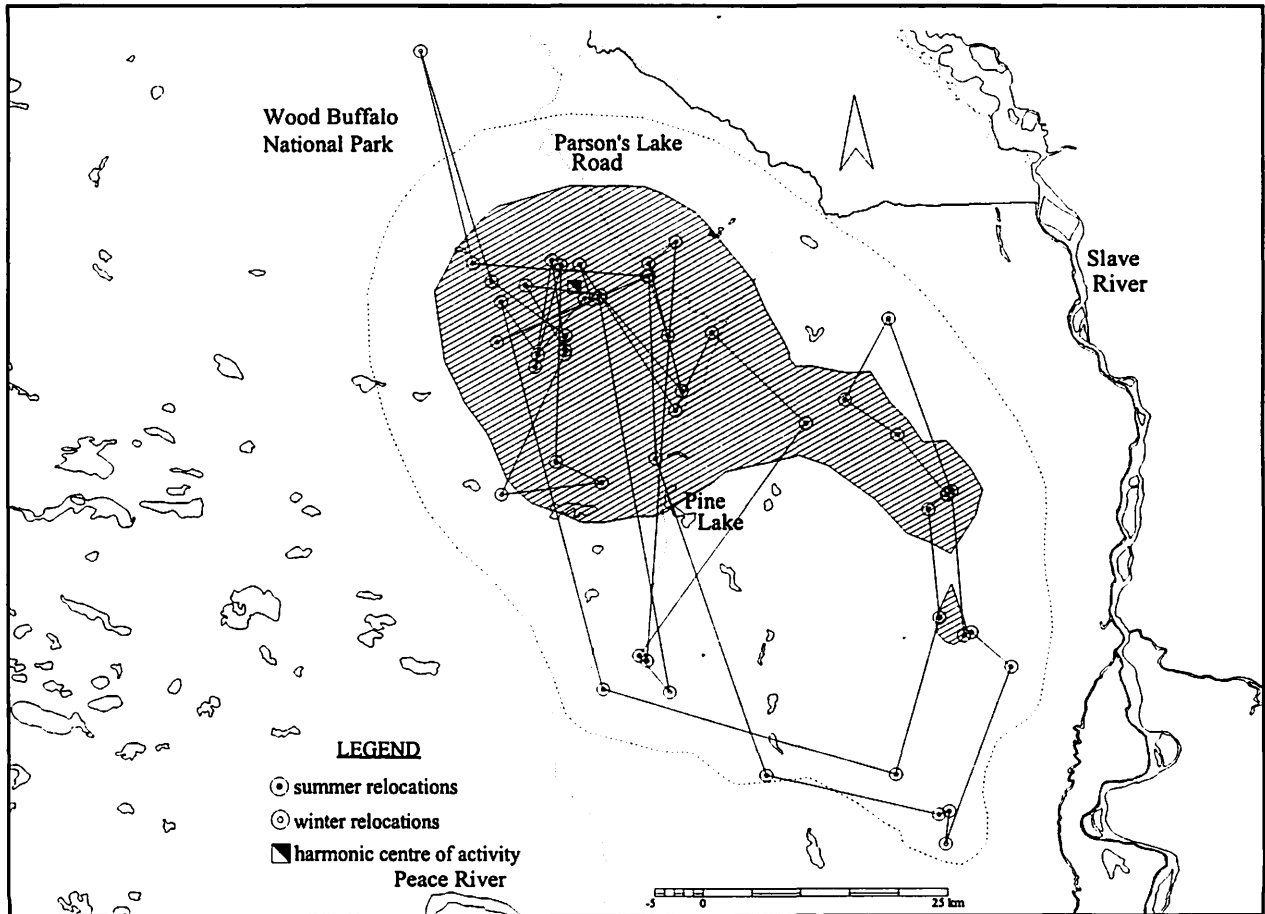 Wood Buffalo
National Park
Parson's Lake
Road
Slave
River
Pine
Lake
LEGEND
summer relocations
winter relocations
harmonic centre of activity
Peace River
-5 0 25 km